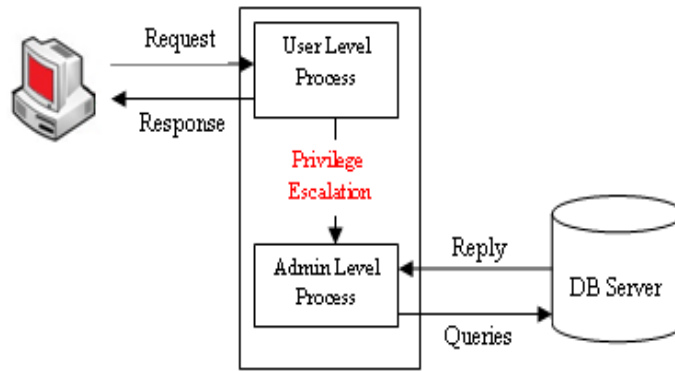 Request
User Level
Process
Response
Privilege
Escalation
Admin Level
Process
Reply
DB Server
Queries